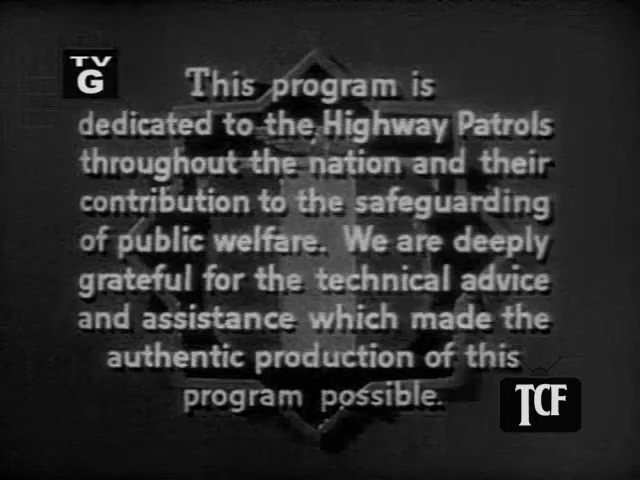 TV
G
This program is
dedicated to the Highway Patrols
throughout the nation and their
contribution to the safeguarding
of public welfare. We are deeply
grateful for the technical advice
and assistance which made the
authentic production of this
program possible.
TCF